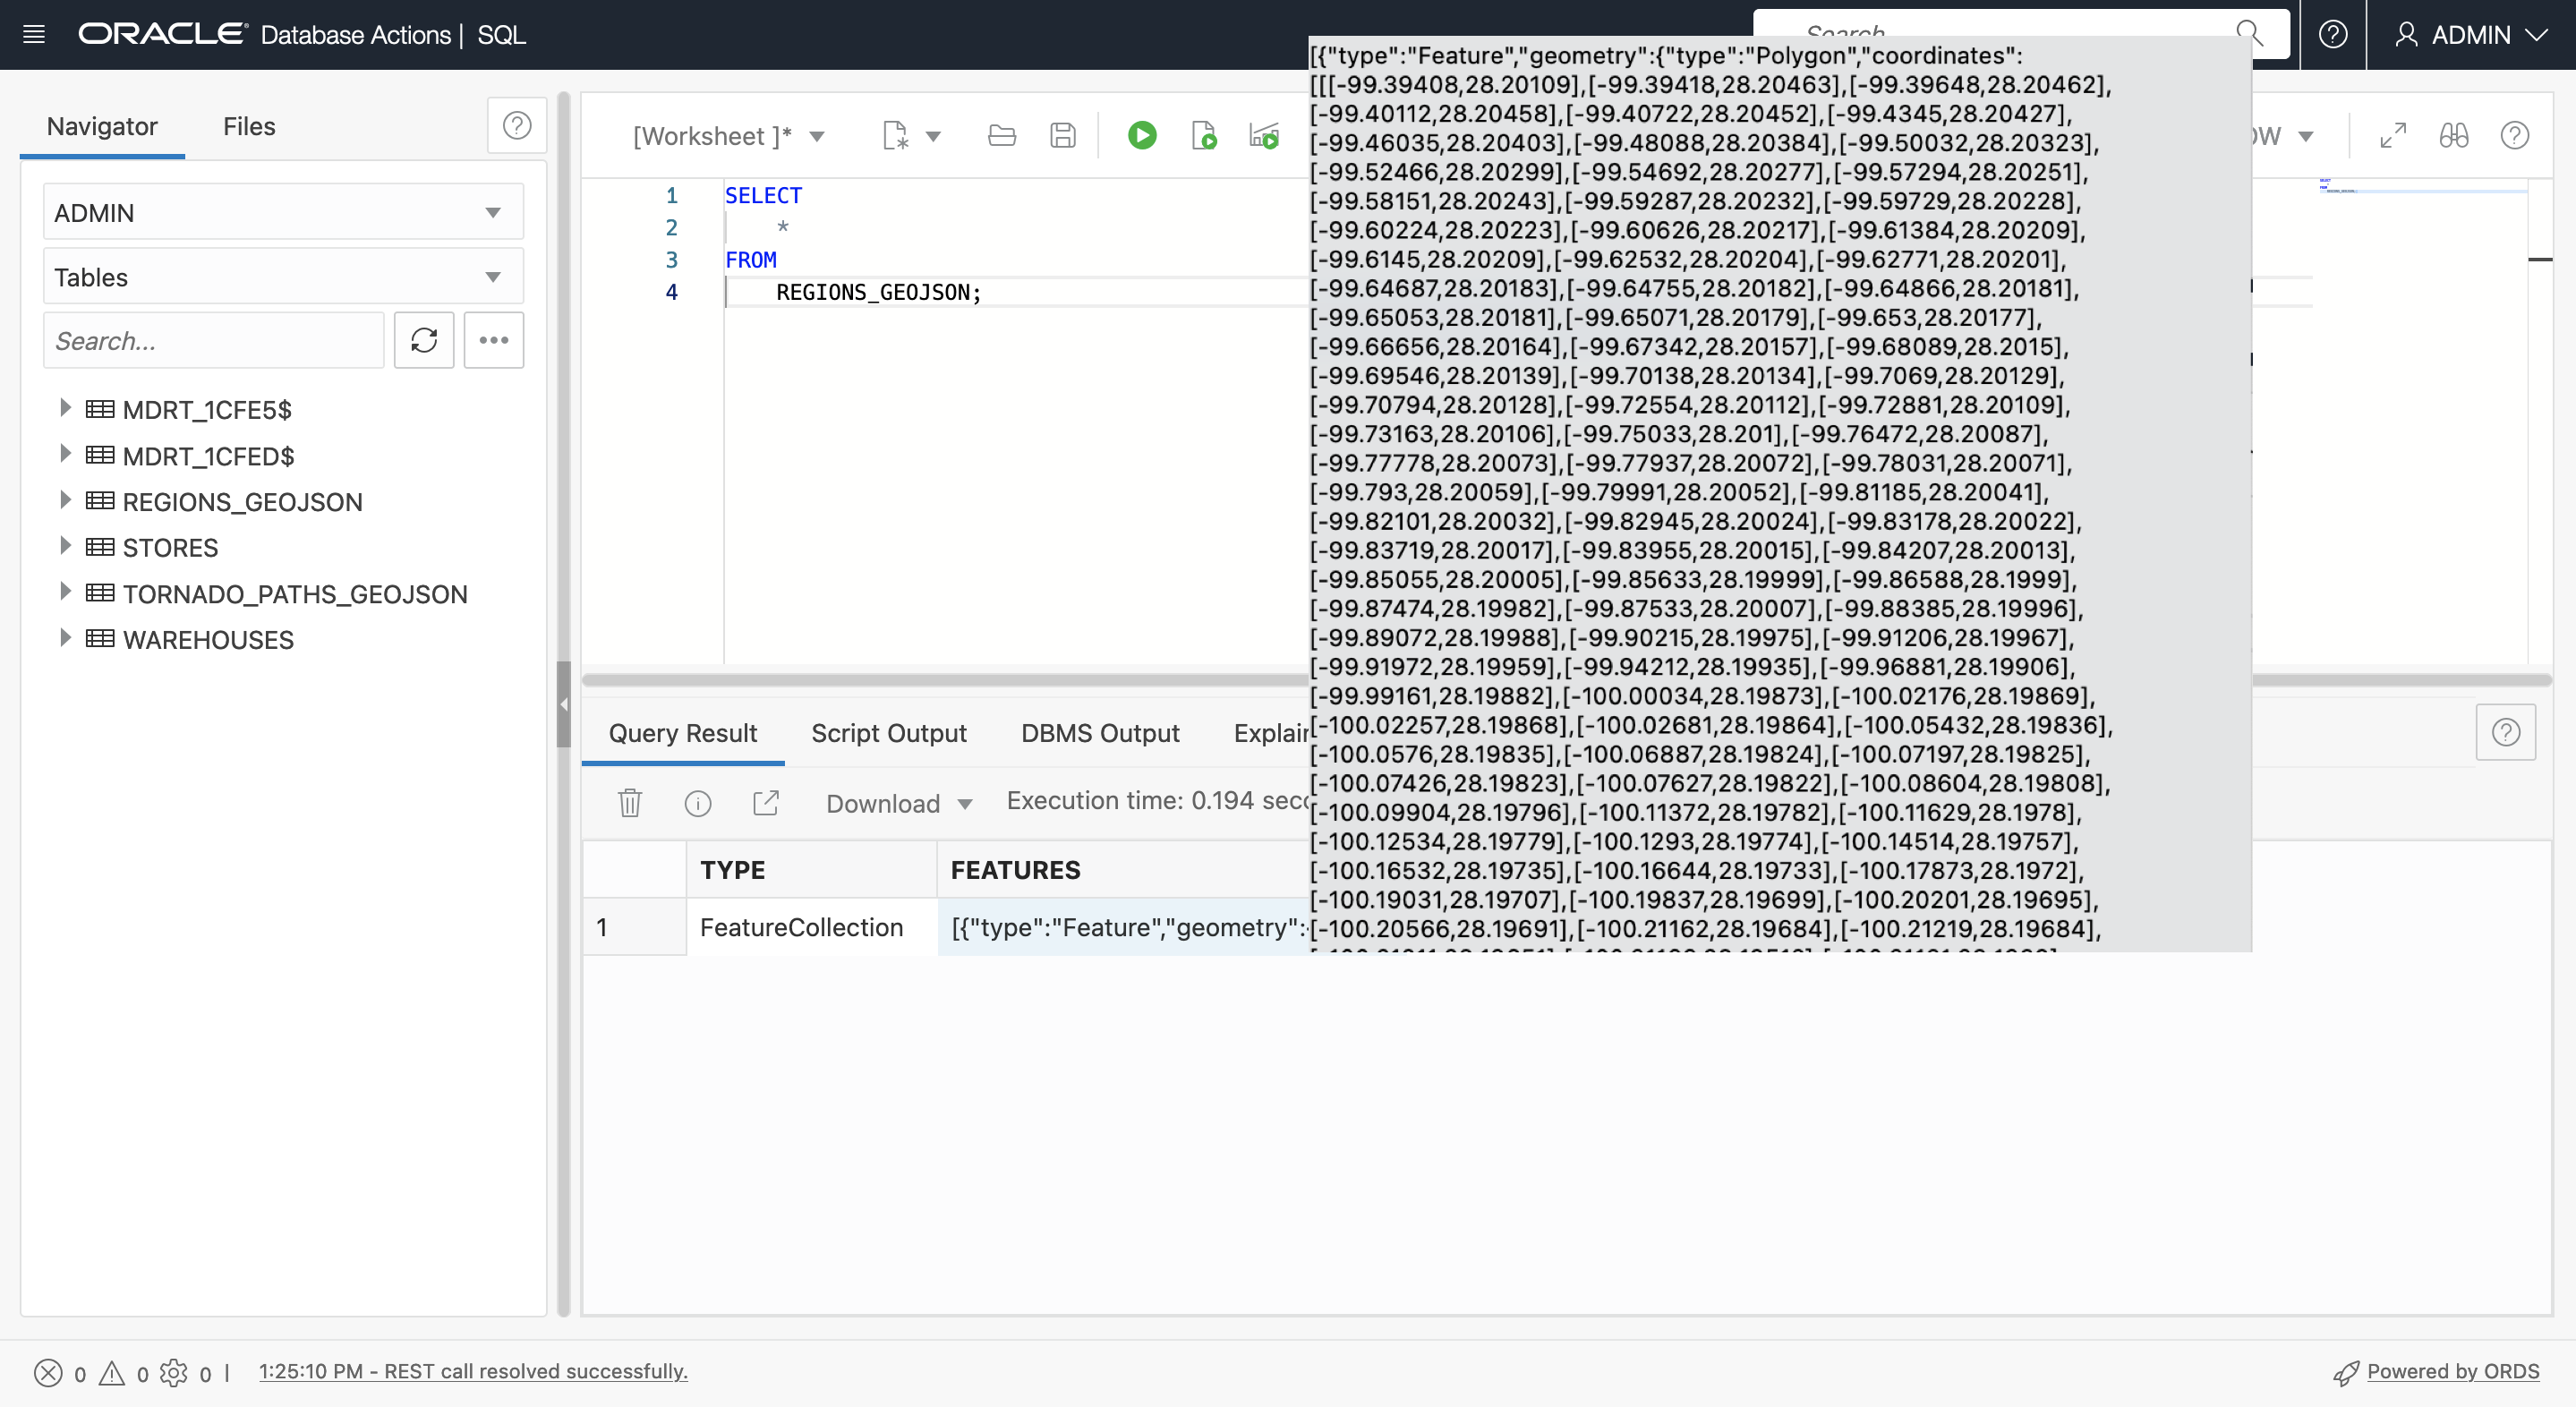 ORACLE® Database Actions | SQL
Search
ADMIN
Navigator
Files
ADMIN
Tables
Search...
MDRT_1CFE5$
MDRT_1CFED$
REGIONS_GEOJSON
STORES
TORNADO_PATHS_GEOJSON
WAREHOUSES
[Worksheet ]*
OW
1 SELECT
2 *
3 FROM
4 REGIONS_GEOJSON;
[{"type":"Feature","geometry":{"type":"Polygon","coordinates":
[[[-99.39408,28.20109],[-99.39418,28.20463],[-99.39648,28.20462],
[-99.40112,28.20458],[-99.40722,28.20452],[-99.4345,28.20427],
[-99.46035,28.20403],[-99.48088,28.20384],[-99.50032,28.20323],
[-99.52466,28.20299],[-99.54692,28.20277],[-99.57294,28.20251],
[-99.58151,28.20243],[-99.59287,28.20232],[-99.59729,28.20228],
[-99.60224,28.20223],[-99.60626,28.20217],[-99.61384,28.20209],
[-99.6145,28.20209],[-99.62532,28.20204],[-99.62771,28.20201],
[-99.64687,28.20183],[-99.64755,28.20182],[-99.64866,28.20181],
[-99.65053,28.20181],[-99.65071,28.20179],[-99.653,28.20177],
[-99.66656,28.20164],[-99.67342,28.20157],[-99.68089,28.2015],
[-99.69546,28.20139],[-99.70138,28.20134],[-99.7069,28.20129],
[-99.70794,28.20128],[-99.72554,28.20112],[-99.72881,28.20109],
[-99.73163,28.20106],[-99.75033,28.201],[-99.76472,28.20087],
[-99.77778,28.20073],[-99.77937,28.20072],[-99.78031,28.20071],
[-99.793,28.20059],[-99.79991,28.20052],[-99.81185,28.20041],
[-99.82101,28.20032],[-99.82945,28.20024],[-99.83178,28.20022],
[-99.83719,28.20017],[-99.83955,28.20015],[-99.84207,28.20013],
[-99.85055,28.20005],[-99.85633,28.19999],[-99.86588,28.1999],
[-99.87474,28.19982],[-99.87533,28.20007],[-99.88385,28.19996],
[-99.89072,28.19988],[-99.90215,28.19975],[-99.91206,28.19967],
[-99.91972,28.19959],[-99.94212,28.19935],[-99.96881,28.19906],
[-99.99161,28.19882],[-100.00034,28.19873],[-100.02176,28.19869],
[-100.02257,28.19868],[-100.02681,28.19864],[-100.05432,28.19836],
[-100.0576,28.19835],[-100.06887,28.19824],[-100.07197,28.19825],
[-100.07426,28.19823],[-100.07627,28.19822],[-100.08604,28.19808],
[-100.09904,28.19796],[-100.11372,28.19782],[-100.11629,28.1978],
[-100.12534,28.19779],[-100.1293,28.19774],[-100.14514,28.19757],
[-100.16532,28.19735],[-100.16644,28.19733],[-100.17873,28.1972],
[-100.19031,28.19707],[-100.19837,28.19699],[-100.20201,28.19695],
[-100.20566,28.19691],[-100.21162,28.19684],[-100.21219,28.19684],
Query Result
Script Output
DBMS Output
Explain
Download
Execution time: 0.194 seco
TYPE
FEATURES
1
FeatureCollection
[{"type":"Feature","geometry":
0
0
0
1:25:10 PM - REST call resolved successfully.
Powered by ORDS